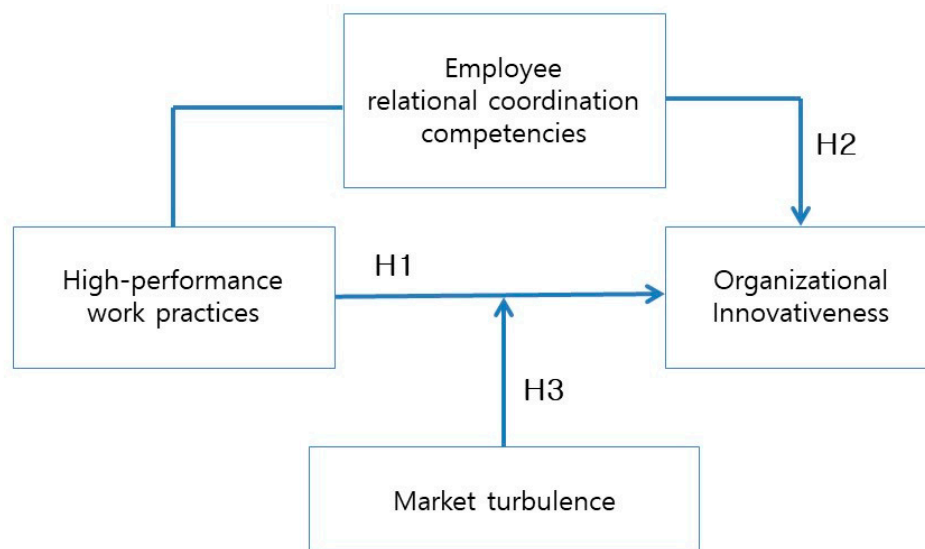 Employee
relational coordination
competencies
H2
High-performance
work practices
H1
Organizational
Innovativeness
H3
Market turbulence